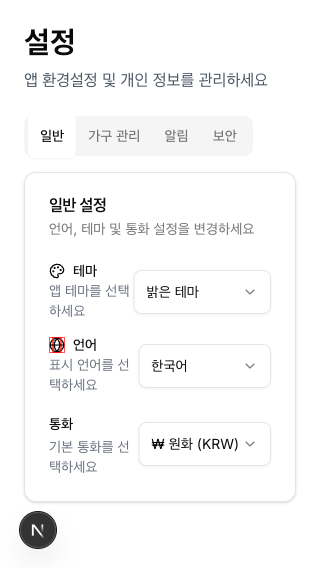 설정
앱 환경설정 및 개인 정보를 관리하세요
일반 가구 관리 알림 보안
일반 설정
언어, 테마 및 통화 설정을 변경하세요
테마
앱 테마를 선택
하세요
밝은 테마
언어
표시 언어를 선
택하세요
한국어
통화
기본 통화를 선
택하세요
₩ 원화 (KRW)
N